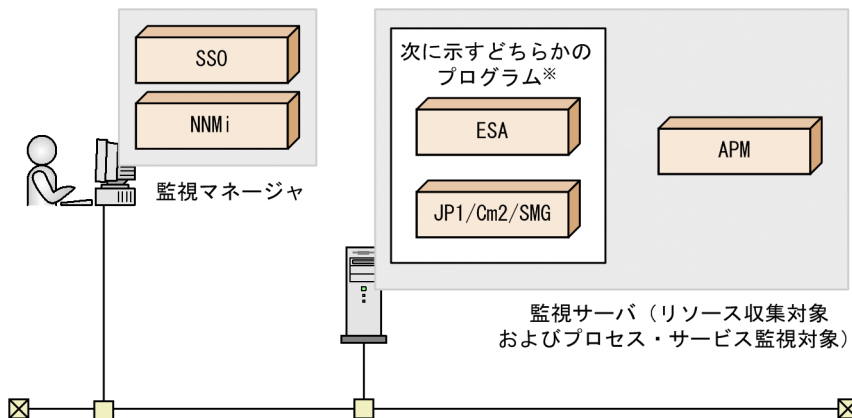 SSO
NNMi
監視マネージャ
次に示すどちらかの
プログラム※
ESA
JP1/Cm2/SMG
APM
監視サーバ（リソース収集対象
およびプロセス・サービス監視対象）